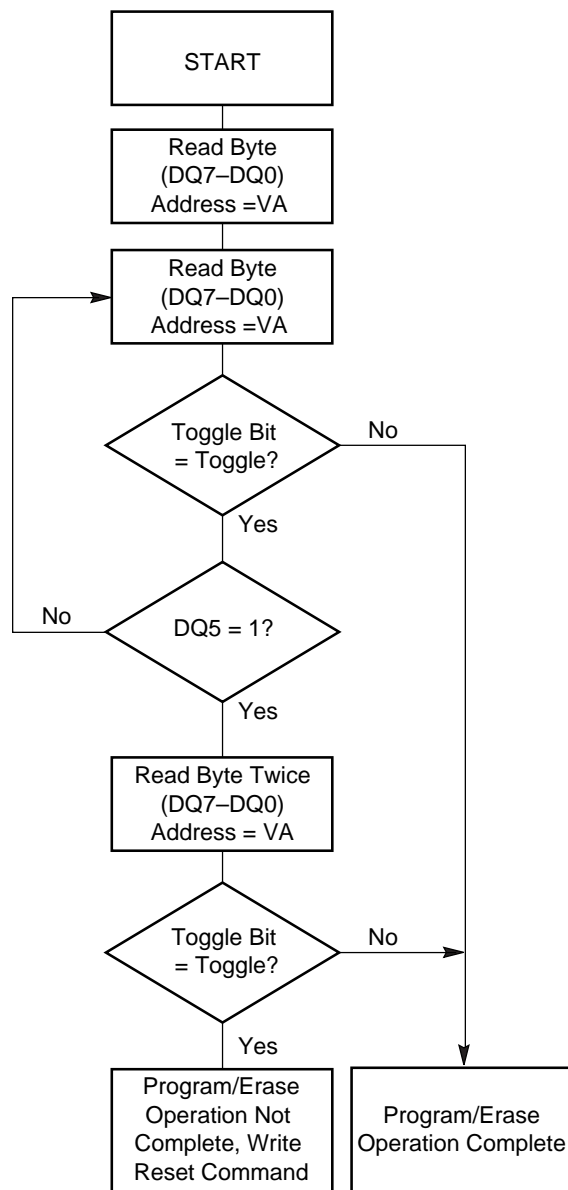 START
Read Byte
(DQ7–DQ0)
Address =VA
Read Byte
(DQ7–DQ0)
Address =VA
Toggle Bit
= Toggle?
No
Yes
No
DQ5 = 1?
Yes
Read Byte Twice
(DQ7–DQ0)
Address = VA
Toggle Bit
= Toggle?
No
Yes
Program/Erase
Operation Not
Complete, Write
Reset Command
Program/Erase
Operation Complete